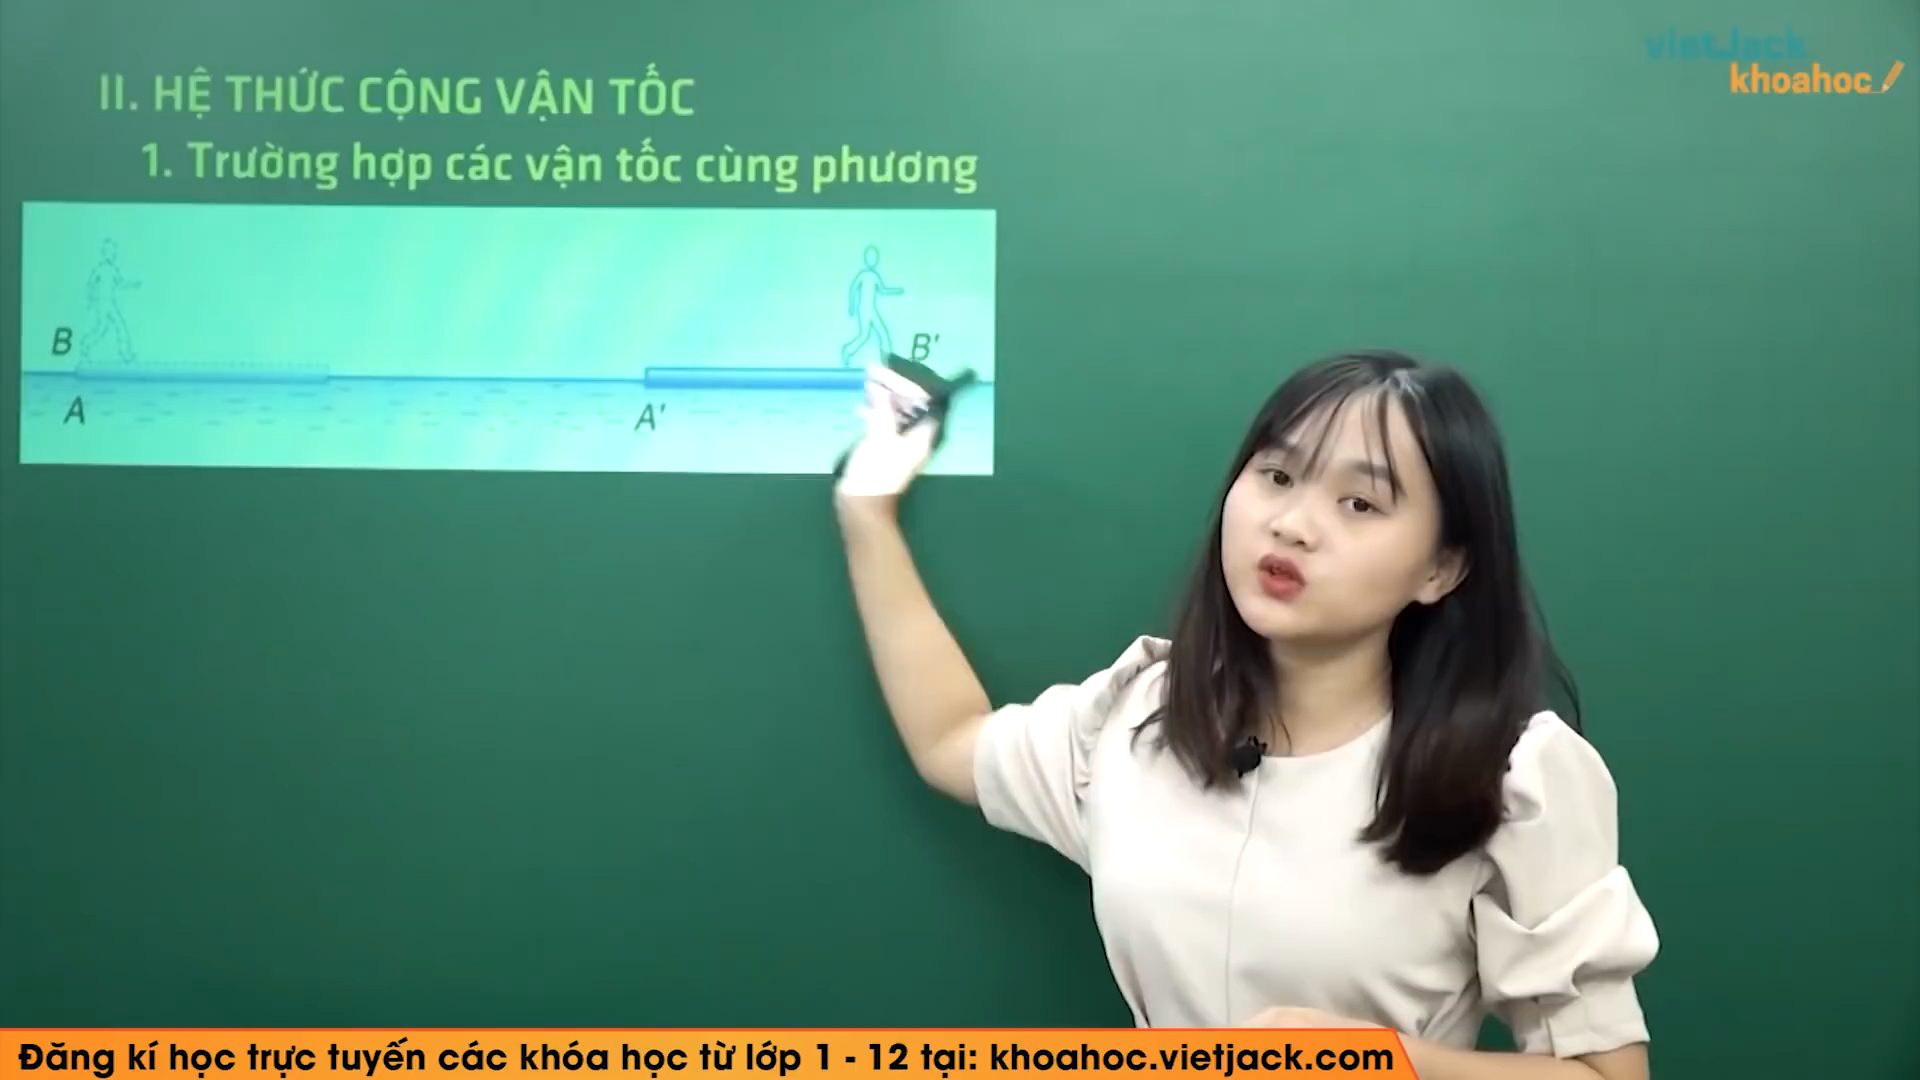 vietJack
khoahoc
II. HỆ THỨC CỘNG VẬN TỐC
1. Trường hợp các vận tốc cùng phương
B
B'
A
A'
Đăng kí học trực tuyến các khóa học từ lớp 1 - 12 tại: khoahoc.vietjack.com